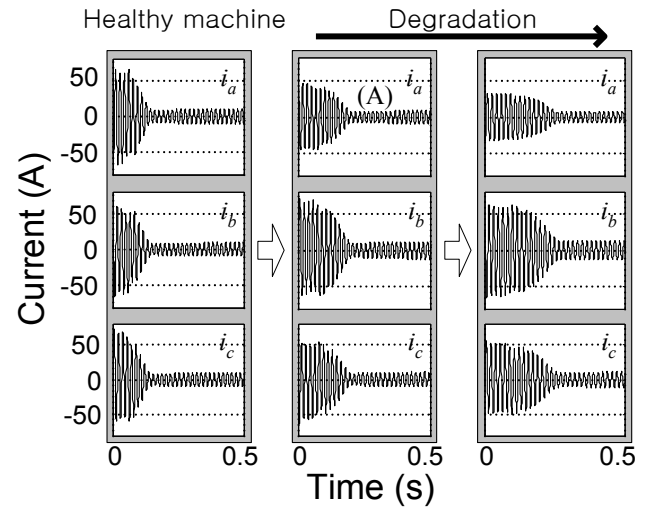 Healthy machine
Degradation
Current (A)
50
0
-50
50
0
-50
50
0
-50
i_a
i_b
i_c
(A)
i_a
i_b
i_c
i_a
i_b
i_c
0
0.5
0
0.5
0
0.5
Time (s)